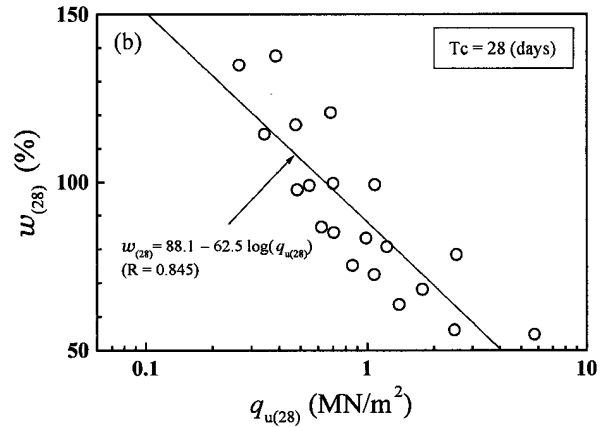 150
(b)
Tc = 28 (days)
w(28) (%)
100
w(28)= 88.1 − 62.5 log(qu(28))
(R = 0.845)
50
0.1
1
10
qu(28) (MN/m²)